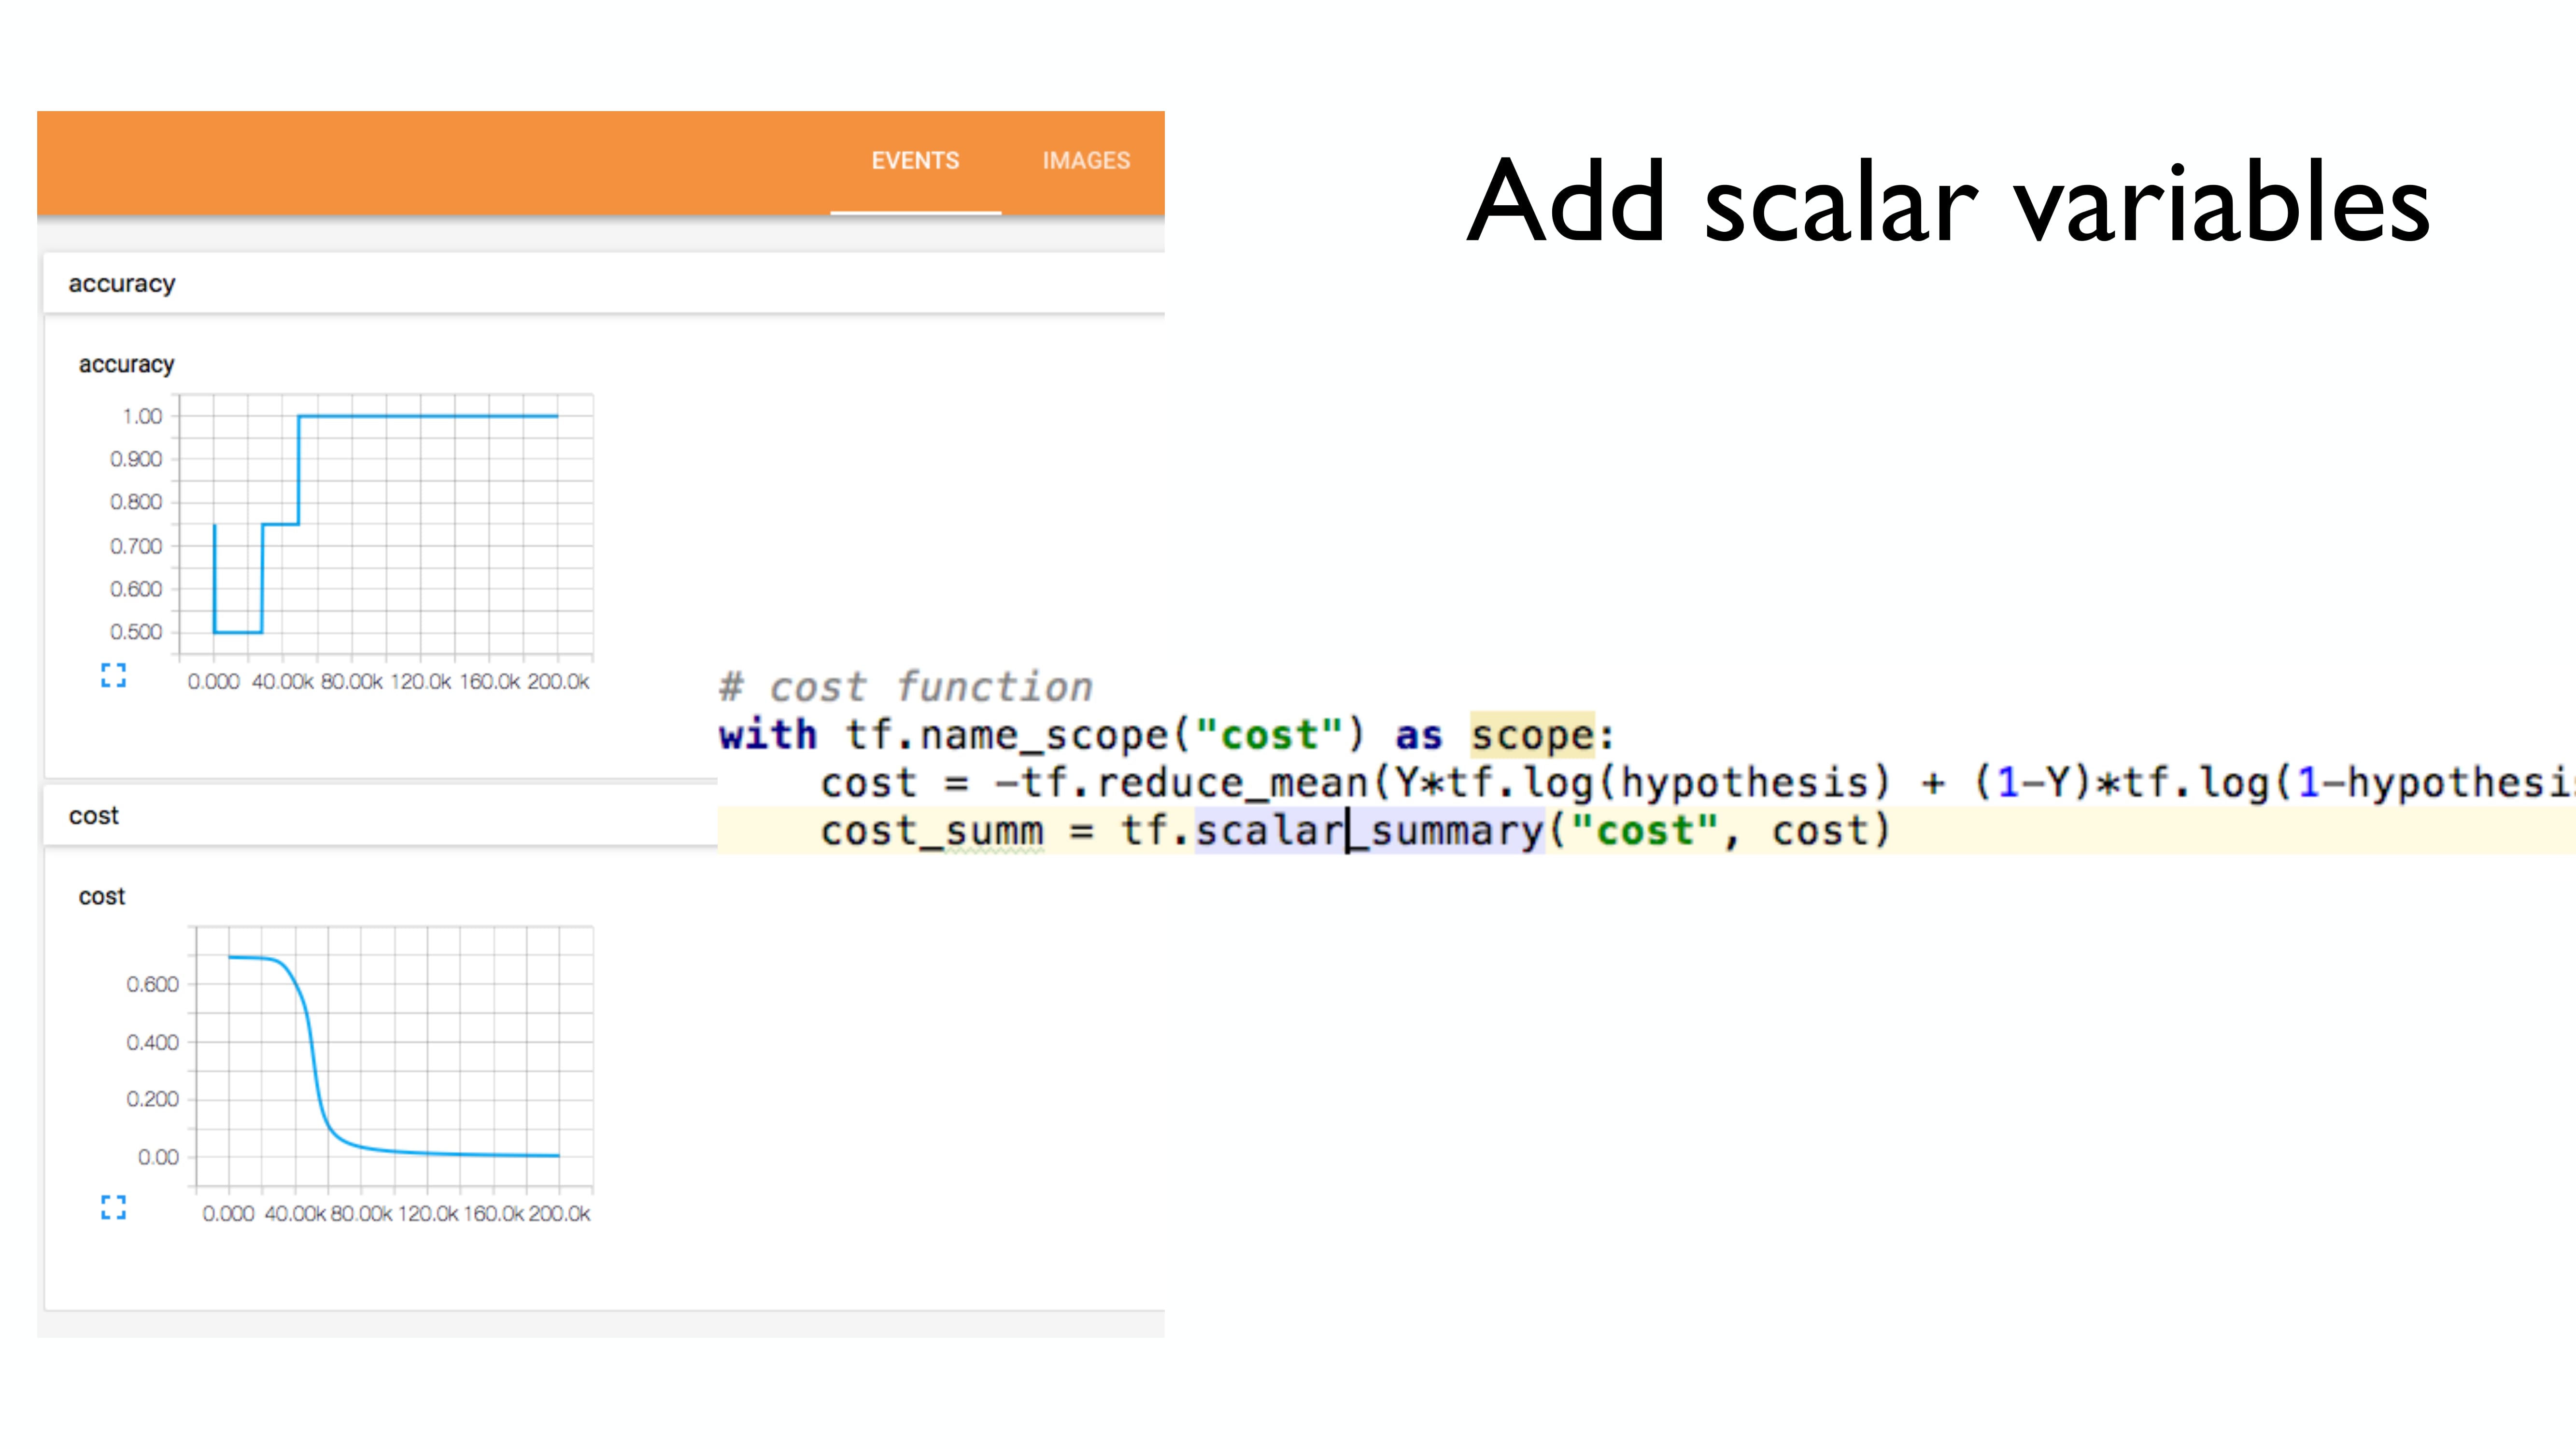 EVENTS IMAGES
Add scalar variables
accuracy
accuracy
1.00
0.900
0.800
0.700
0.600
0.500
0.000 40.00k 80.00k 120.0k 160.0k 200.0k
# cost function
with tf.name_scope("cost") as scope:
    cost = -tf.reduce_mean(Y*tf.log(hypothesis) + (1-Y)*tf.log(1-hypothesi
    cost_summ = tf.scalar_summary("cost", cost)
cost
cost
0.600
0.400
0.200
0.00
0.000 40.00k 80.00k 120.0k 160.0k 200.0k